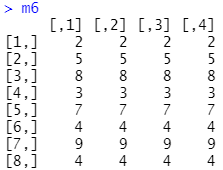 > m6
     [,1] [,2] [,3] [,4]
[1,]    2    2    2    2
[2,]    5    5    5    5
[3,]    8    8    8    8
[4,]    3    3    3    3
[5,]    7    7    7    7
[6,]    4    4    4    4
[7,]    9    9    9    9
[8,]    4    4    4    4